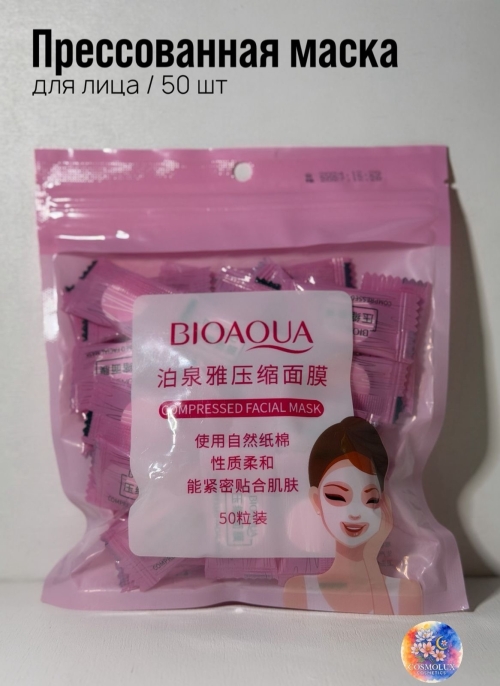 Прессованная маска
для лица / 50 шт
BIOAQUA
泊泉雅压缩面膜
COMPRESSED FACIAL MASK
使用自然纸棉
性质柔和
能紧密贴合肌肤
50粒装
COSMOLUX
COSMETICS